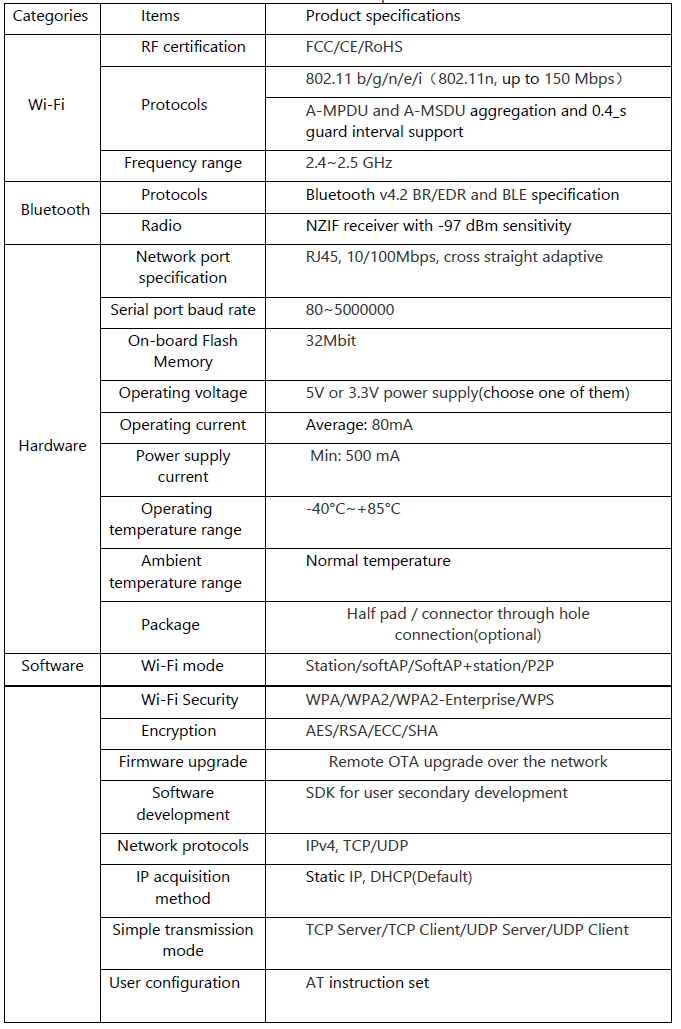 Categories Items Product specifications
RF certification FCC/CE/RoHS
Wi-Fi
Protocols
802.11 b/g/n/e/i（802.11n, up to 150 Mbps）
A-MPDU and A-MSDU aggregation and 0.4_s
guard interval support
Frequency range 2.4~2.5 GHz
Bluetooth
Protocols Bluetooth v4.2 BR/EDR and BLE specification
Radio NZIF receiver with -97 dBm sensitivity
Hardware
Network port
specification
RJ45, 10/100Mbps, cross straight adaptive
Serial port baud rate 80~5000000
On-board Flash
Memory
32Mbit
Operating voltage 5V or 3.3V power supply(choose one of them)
Operating current Average: 80mA
Power supply
current
Min: 500 mA
Operating
temperature range
-40°C~+85°C
Ambient
temperature range
Normal temperature
Package
Half pad / connector through hole
connection(optional)
Software Wi-Fi mode Station/softAP/SoftAP+station/P2P
Wi-Fi Security WPA/WPA2/WPA2-Enterprise/WPS
Encryption AES/RSA/ECC/SHA
Firmware upgrade Remote OTA upgrade over the network
Software
development
SDK for user secondary development
Network protocols IPv4, TCP/UDP
IP acquisition
method
Static IP, DHCP(Default)
Simple transmission
mode
TCP Server/TCP Client/UDP Server/UDP Client
User configuration AT instruction set